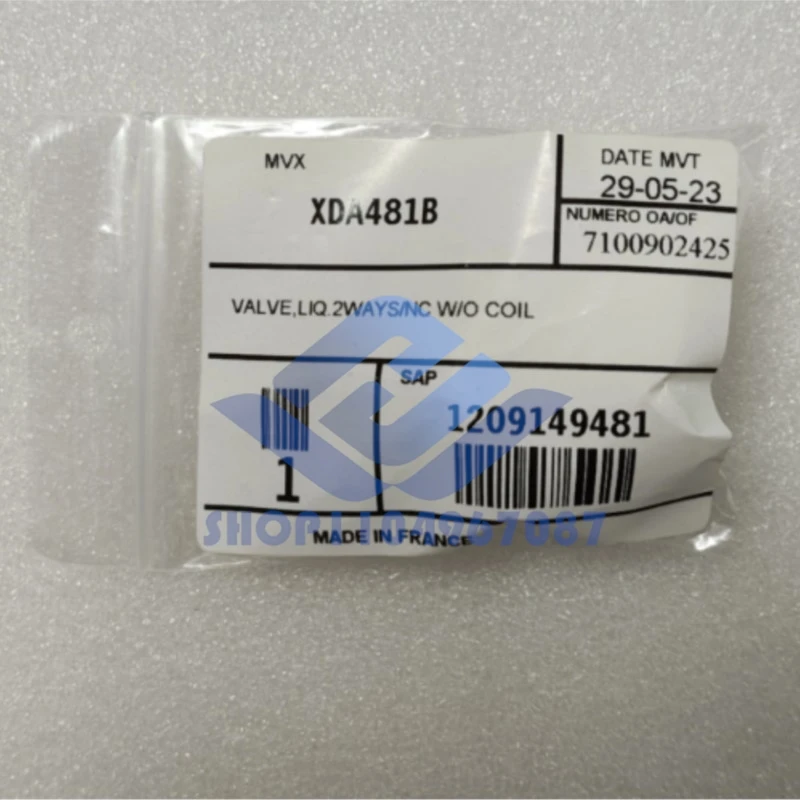 MVX
XDA481B
DATE MVT
29-05-23
NUMERO OA/OF
7100902425
VALVE,LIQ.2WAYS/NC W/O COIL
1
SAP
1209149481
MADE IN FRANCE
SHOP1104967087